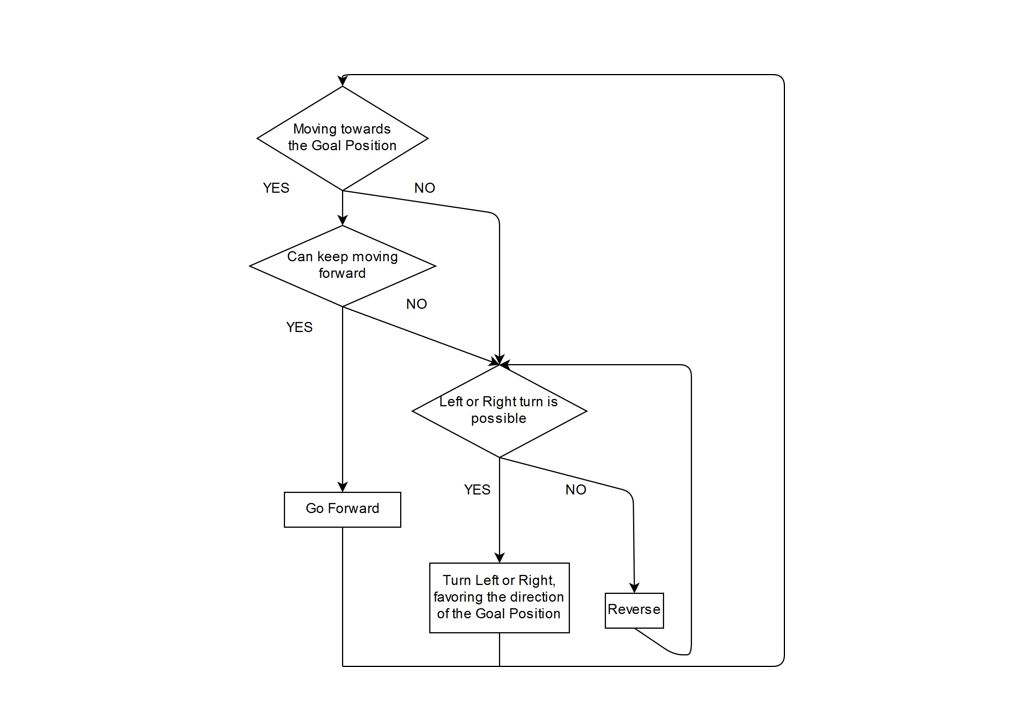 Moving towards
the Goal Position
YES
NO
Can keep moving
forward
NO
YES
Left or Right turn is
possible
YES
NO
Go Forward
Turn Left or Right,
favoring the direction
of the Goal Position
Reverse